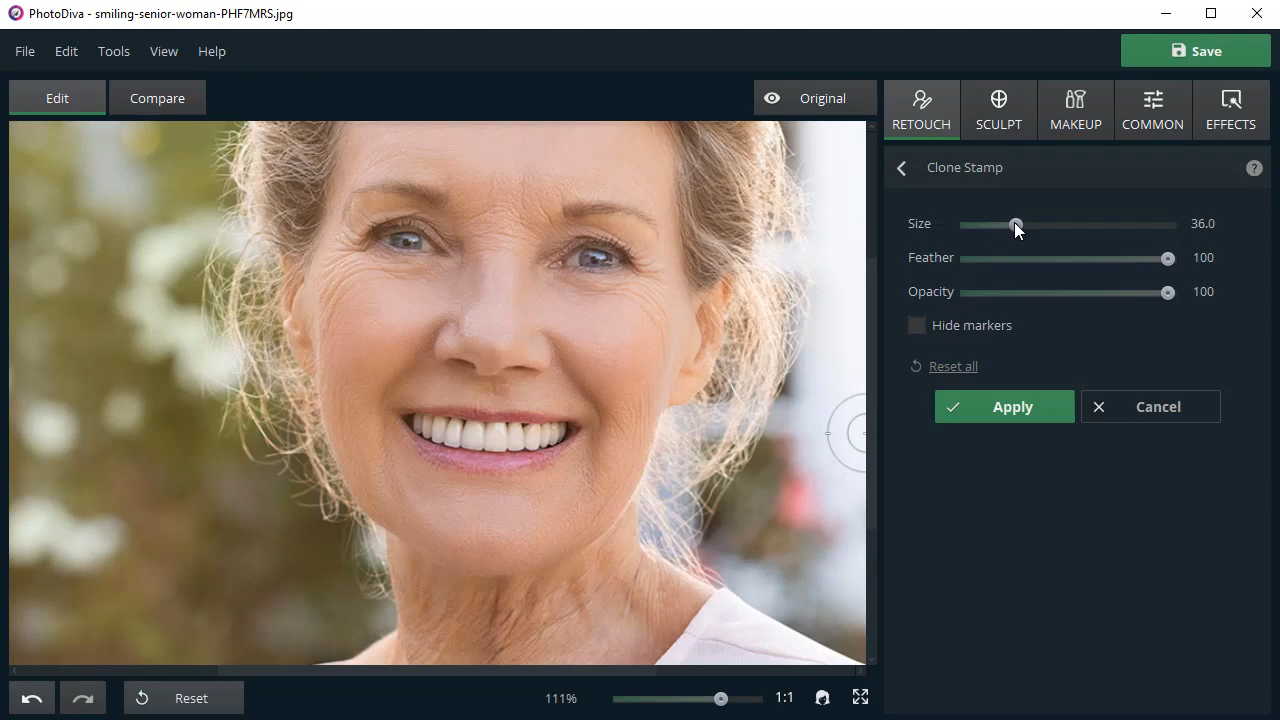 PhotoDiva - smiling-senior-woman-PHF7MRS.jpg
File Edit Tools View Help
Save
Edit Compare Original
RETOUCH SCULPT MAKEUP COMMON EFFECTS
Clone Stamp ?
Size 36.0
Feather 100
Opacity 100
Hide markers
Reset all
Apply Cancel
Reset 111% 1:1